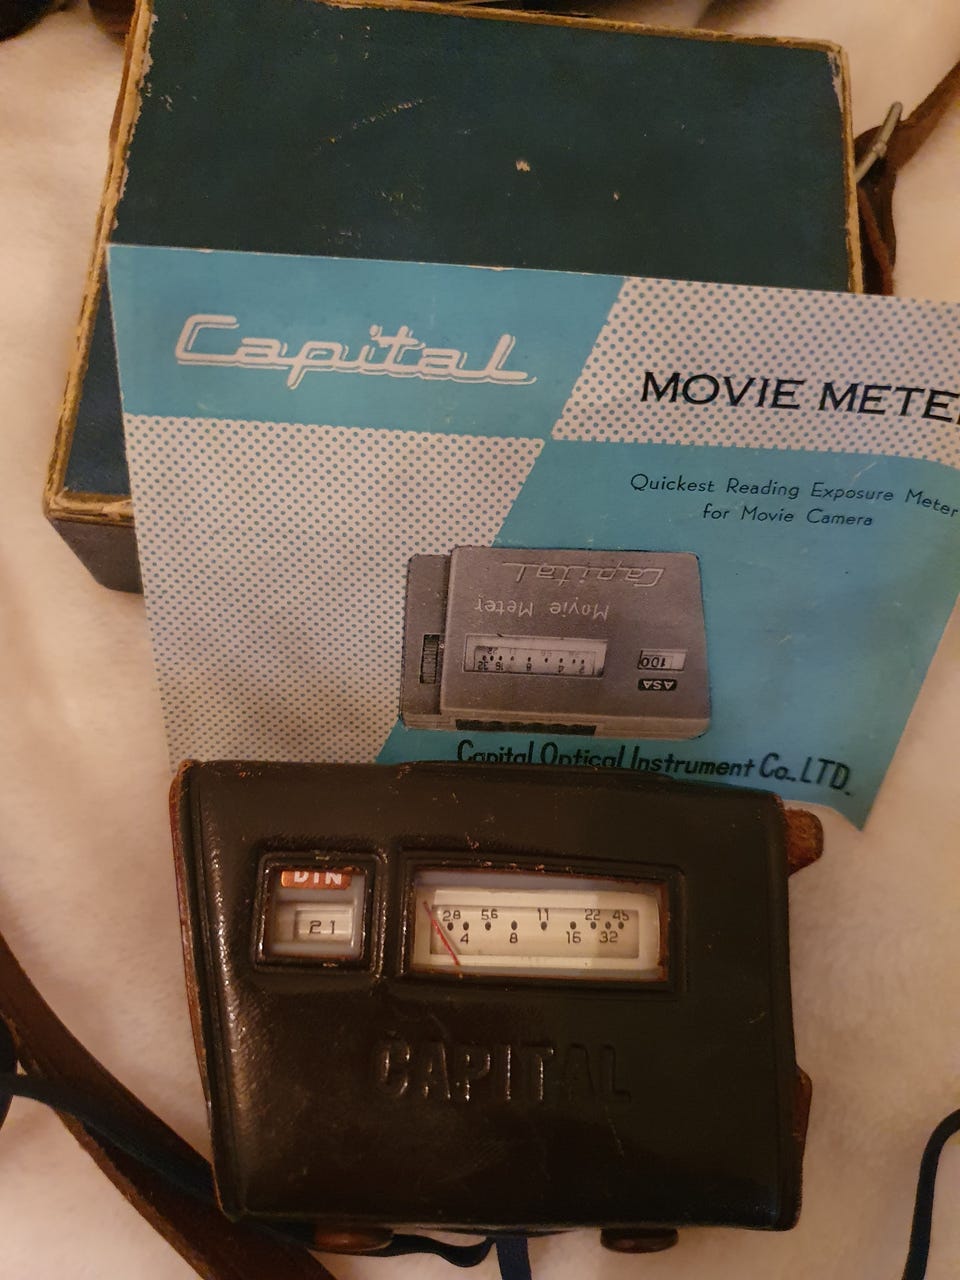 Capital
MOVIE METE
Quickest Reading Exposure Meter
for Movie Camera
Capital
Movie Meter
100
ASA
Capital Optical Instrument Co., LTD.
DIN
21
2.8 5.6 11 22 45
4 8 16 32
CAPITAL